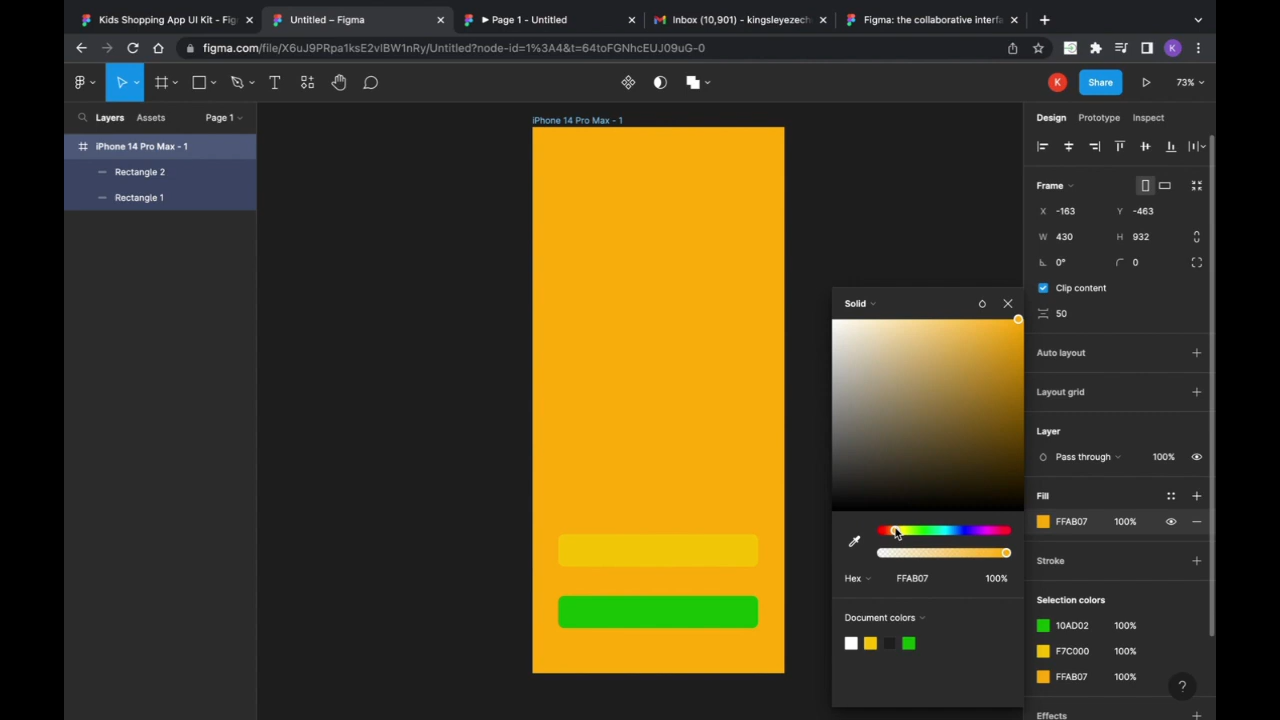 Kids Shopping App UI Kit - Fig
Untitled – Figma
Page 1 - Untitled
Inbox (10,901) - kingsleyezech
Figma: the collaborative interfa
figma.com/file/X6uJ9PRpa1ksE2vIBW1nRy/Untitled?node-id=1%3A4&t=64toFGNhcEUJ09uG-0
K
K
Share
73%
Layers
Assets
Page 1
iPhone 14 Pro Max - 1
Rectangle 2
Rectangle 1
iPhone 14 Pro Max - 1
Design
Prototype
Inspect
Frame
X -163
Y -463
W 430
H 932
0°
0
Clip content
50
Auto layout
Layout grid
Layer
Pass through
100%
Fill
FFAB07
100%
Stroke
Selection colors
10AD02
100%
F7C000
100%
FFAB07
100%
Effects
?
Solid
Hex
FFAB07
100%
Document colors